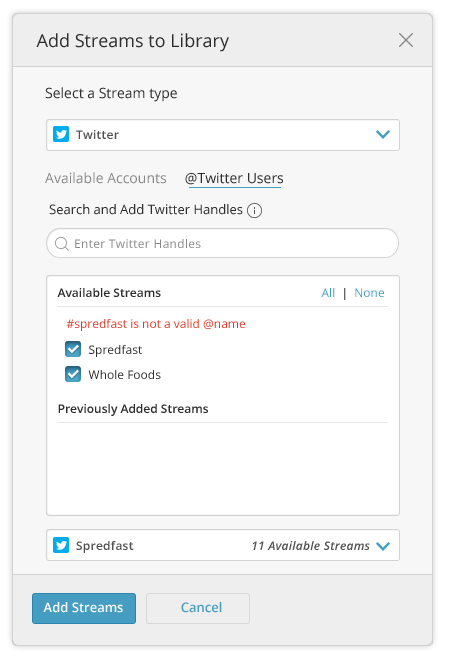 Add Streams to Library
Select a Stream type
Twitter
Available Accounts @Twitter Users
Search and Add Twitter Handles i
Enter Twitter Handles
Available Streams All | None
#spredfast is not a valid @name
Spredfast
Whole Foods
Previously Added Streams
Spredfast 11 Available Streams
Add Streams Cancel